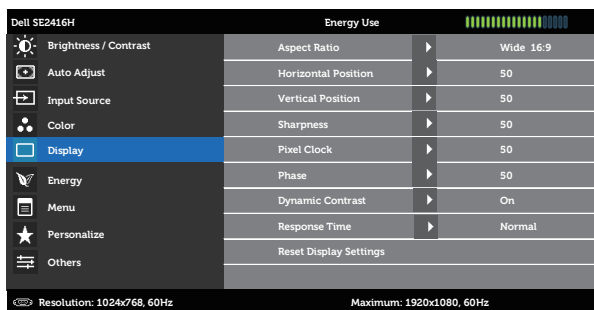 Dell SE2416H Energy Use
Brightness / Contrast Aspect Ratio Wide 16:9
Auto Adjust Horizontal Position 50
Input Source Vertical Position 50
Color Sharpness 50
Display Pixel Clock 50
Energy Phase 50
Menu Dynamic Contrast On
Personalize Response Time Normal
Others Reset Display Settings
Resolution: 1024x768, 60Hz Maximum: 1920x1080, 60Hz